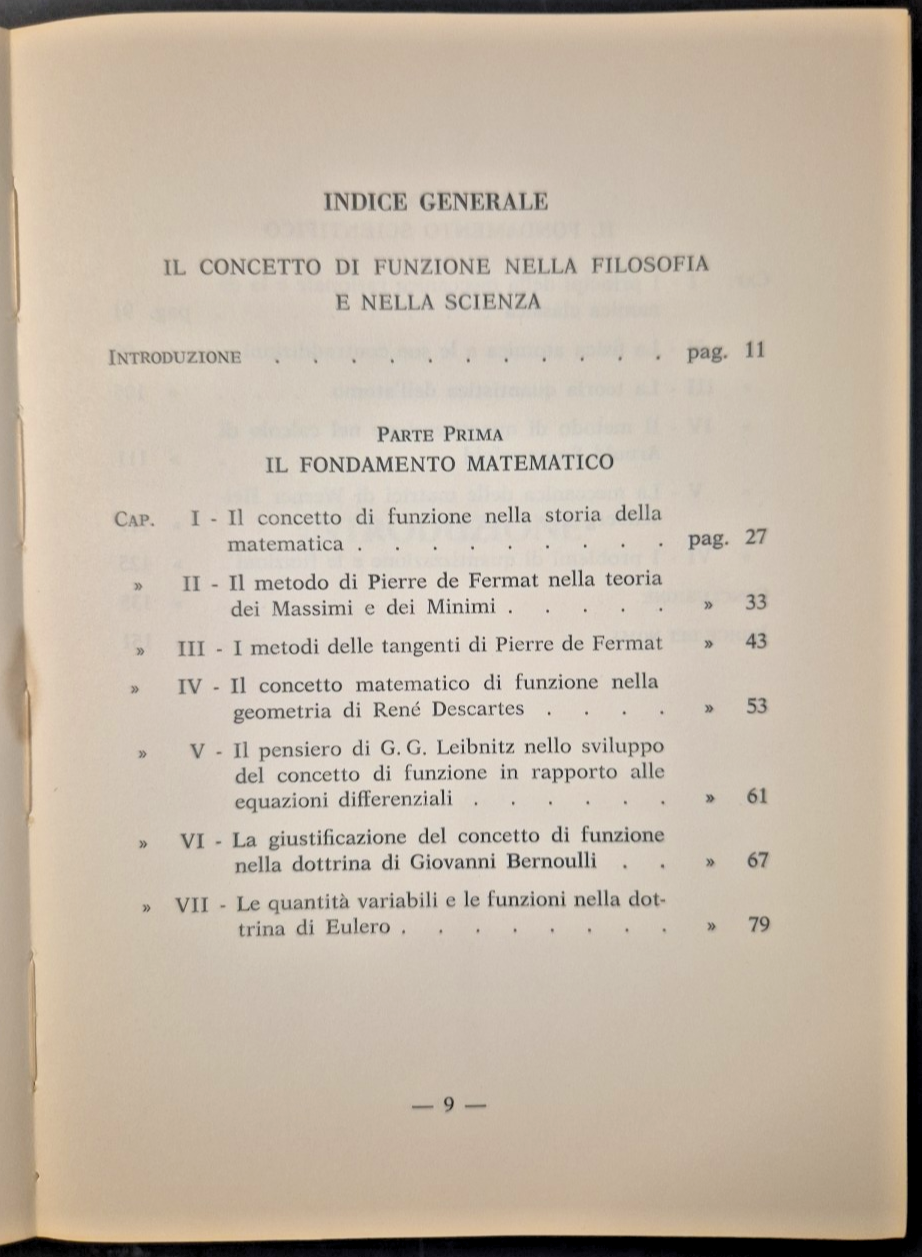 INDICE GENERALE
IL CONCETTO DI FUNZIONE NELLA FILOSOFIA
E NELLA SCIENZA
INTRODUZIONE . . . . . . . . . . . pag. 11
PARTE PRIMA
IL FONDAMENTO MATEMATICO
CAP. I - Il concetto di funzione nella storia della
matematica . . . . . . . . . pag. 27
» II - Il metodo di Pierre de Fermat nella teoria
dei Massimi e dei Minimi . . . . . » 33
» III - I metodi delle tangenti di Pierre de Fermat » 43
» IV - Il concetto matematico di funzione nella
geometria di René Descartes . . . . » 53
» V - Il pensiero di G. G. Leibnitz nello sviluppo
del concetto di funzione in rapporto alle
equazioni differenziali . . . . . . » 61
» VI - La giustificazione del concetto di funzione
nella dottrina di Giovanni Bernoulli . . » 67
» VII - Le quantità variabili e le funzioni nella dot-
trina di Eulero . . . . . . . . » 79
— 9 —